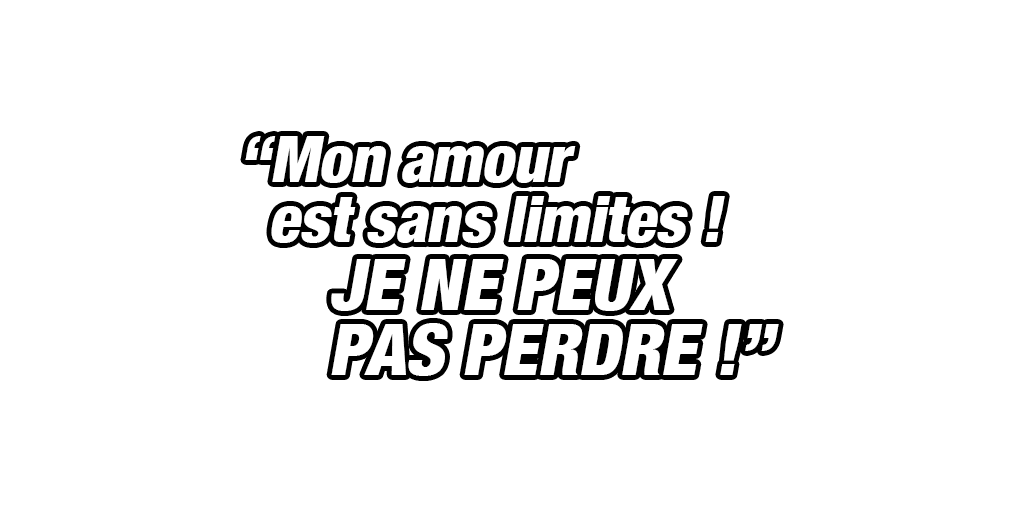 “Mon amour
est sans limites !
JE NE PEUX
PAS PERDRE !”